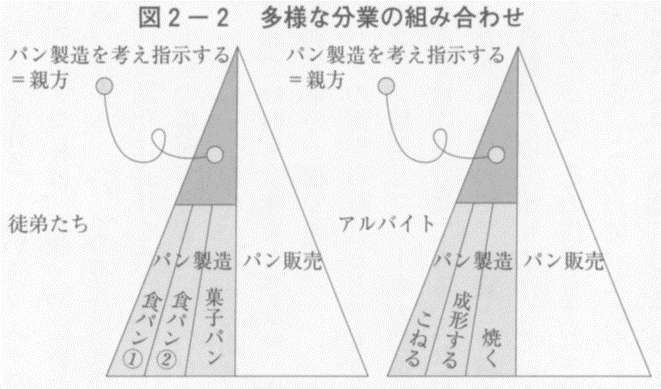 図2-2 多様な分業の組み合わせ
パン製造を考え指示する
=親方
徒弟たち
パン製造
パン販売
食パン①
食パン②
菓子パン
パン製造を考え指示する
=親方
アルバイト
パン製造
パン販売
こねる
成形する
焼く